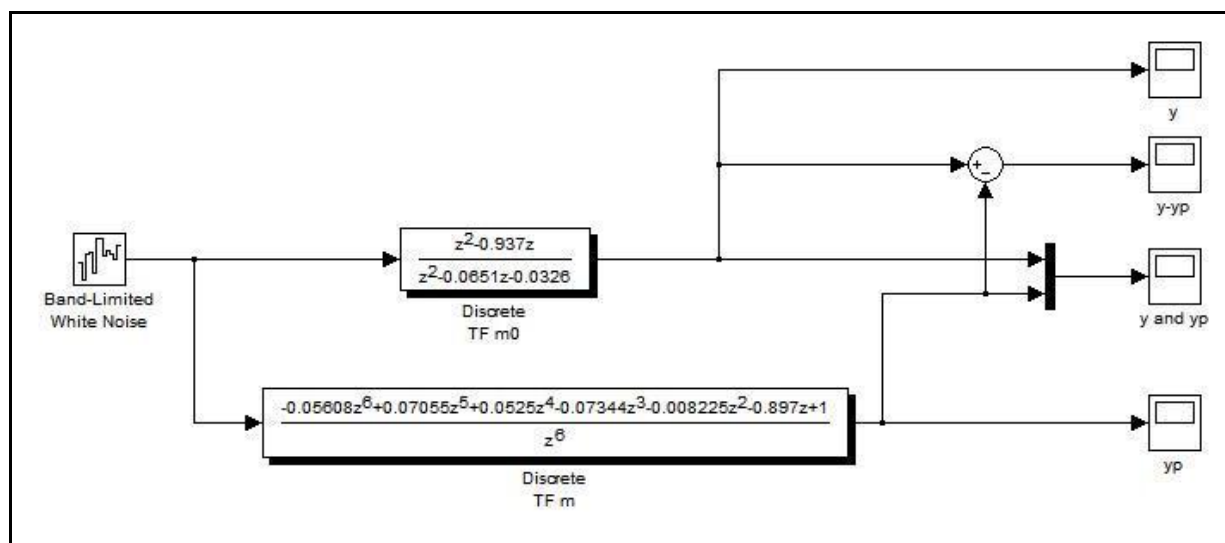 y
+
-
y-yp
z2-0.937z
z2-0.0651z-0.0326
Discrete
TF m0
Band-Limited
White Noise
y and yp
-0.05608z6+0.07055z5+0.0525z4-0.07344z3-0.008225z2-0.897z+1
z6
Discrete
TF m
yp